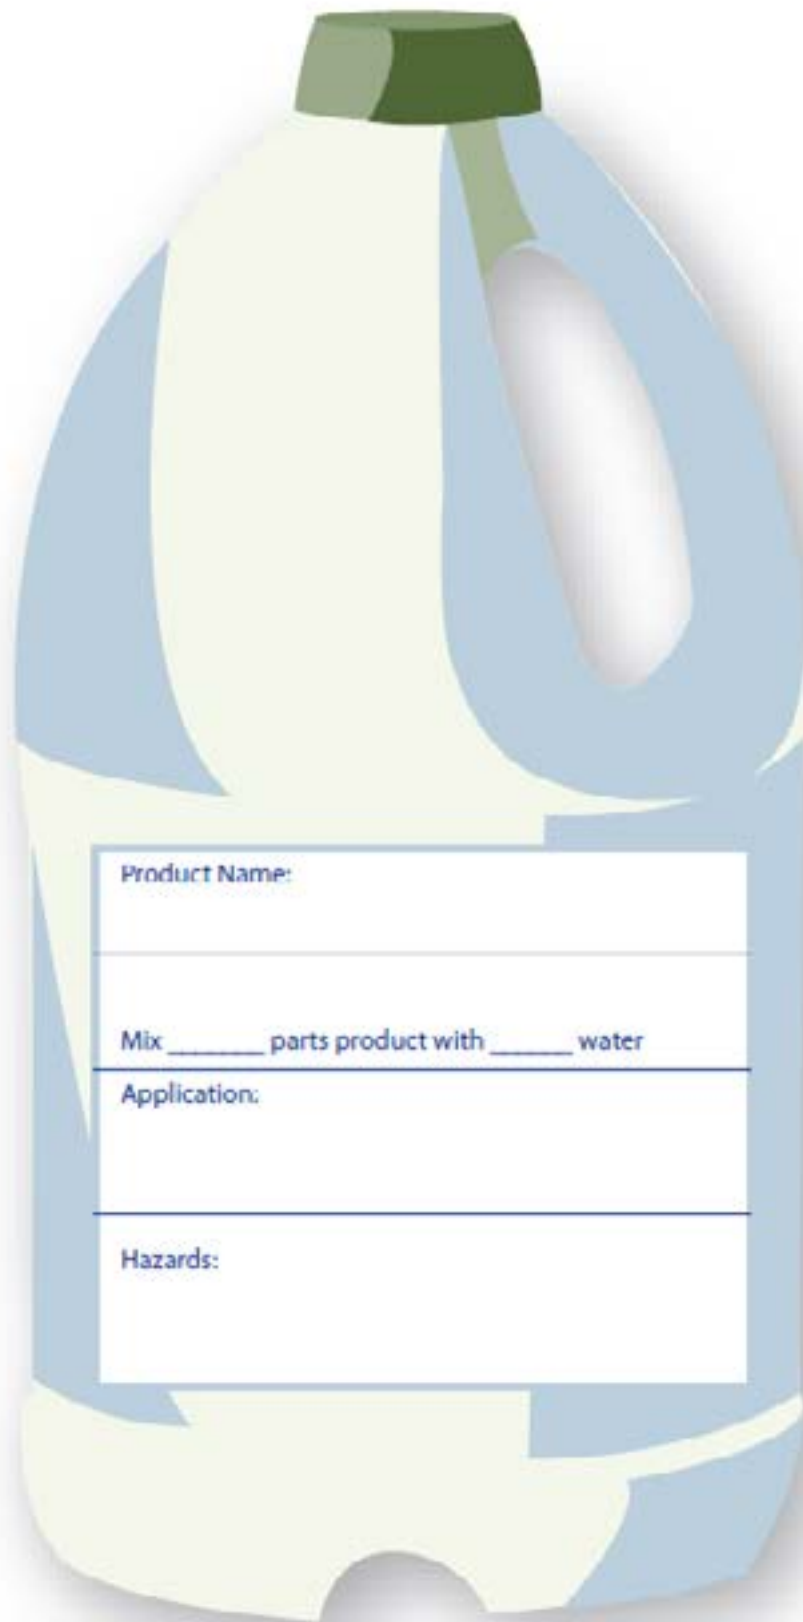 Product Name:
Mix _______ parts product with ______ water
Application:
Hazards: